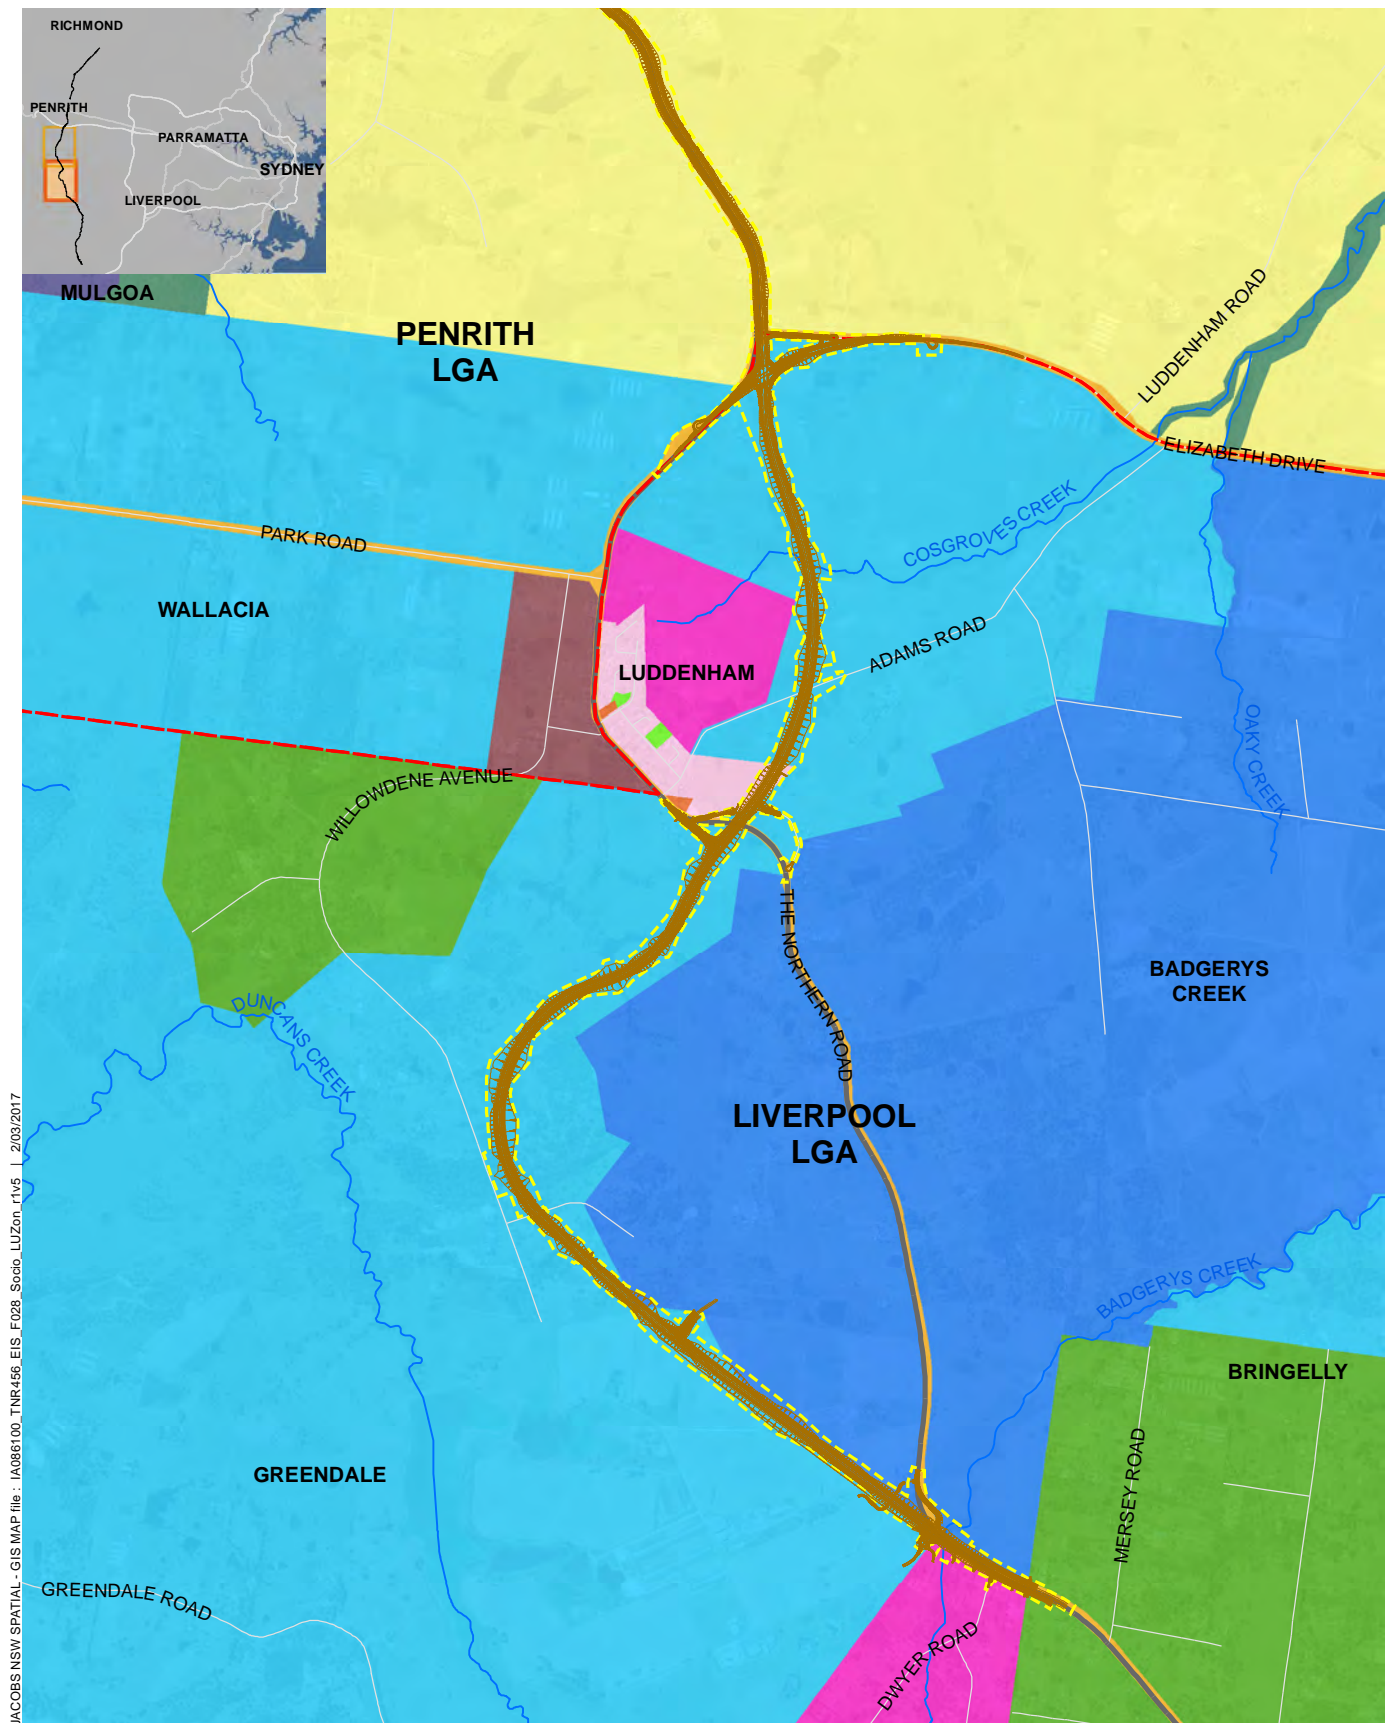 RICHMOND
PENRITH
PARRAMATTA
SYDNEY
LIVERPOOL
MULGOA
PENRITH
LGA
LUDDENHAM ROAD
ELIZABETH DRIVE
COSGROVES CREEK
PARK ROAD
WALLACIA
ADAMS ROAD
LUDDENHAM
OAKY CREEK
WILLOWDENE AVENUE
THE NORTHERN ROAD
BADGERYS
CREEK
DUNCANS CREEK
LIVERPOOL
LGA
BADGERYS CREEK
BRINGELLY
GREENDALE
MERSEY ROAD
GREENDALE ROAD
DWYER ROAD
JACOBS NSW SPATIAL - GIS MAP file : IA086100_TNR456_EIS_F028_Socio_LUZon_r1v5 | 2/03/2017